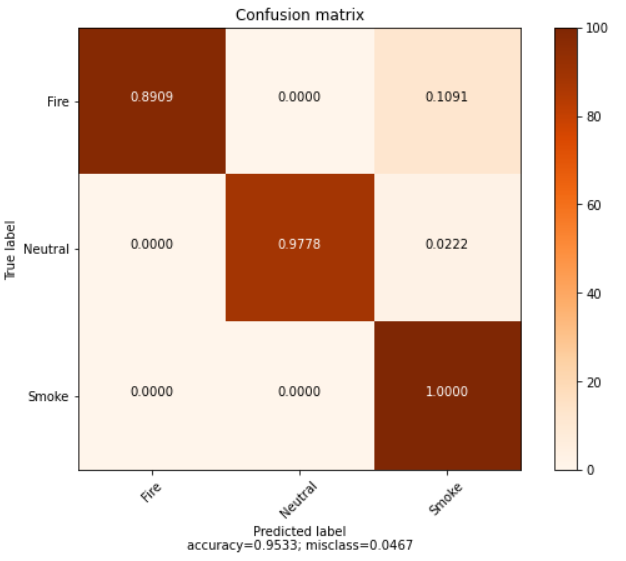 Confusion matrix
Fire
0.8909
0.0000
0.1091
Neutral
0.0000
0.9778
0.0222
Smoke
0.0000
0.0000
1.0000
True label
Fire
Neutral
Smoke
Predicted label
accuracy=0.9533; misclass=0.0467
100
80
60
40
20
0